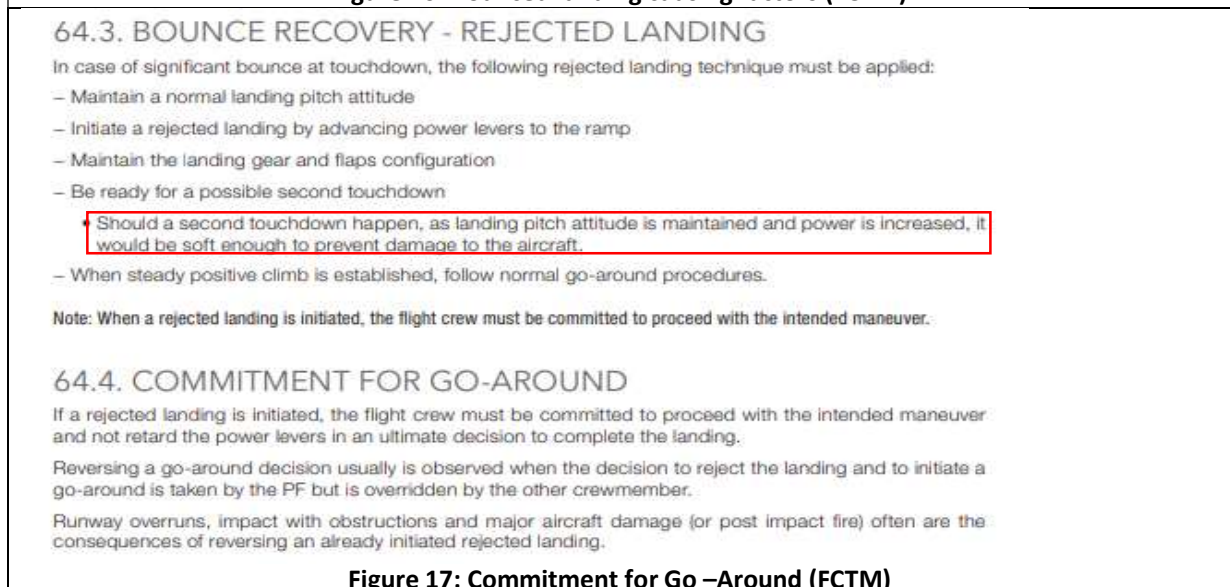 64.3. BOUNCE RECOVERY - REJECTED LANDING
In case of significant bounce at touchdown, the following rejected landing technique must be applied:
– Maintain a normal landing pitch attitude
– Initiate a rejected landing by advancing power levers to the ramp
– Maintain the landing gear and flaps configuration
– Be ready for a possible second touchdown
• Should a second touchdown happen, as landing pitch attitude is maintained and power is increased, it
would be soft enough to prevent damage to the aircraft.
– When steady positive climb is established, follow normal go-around procedures.
Note: When a rejected landing is initiated, the flight crew must be committed to proceed with the intended maneuver.
64.4. COMMITMENT FOR GO-AROUND
If a rejected landing is initiated, the flight crew must be committed to proceed with the intended maneuver
and not retard the power levers in an ultimate decision to complete the landing.
Reversing a go-around decision usually is observed when the decision to reject the landing and to initiate a
go-around is taken by the PF but is overridden by the other crewmember.
Runway overruns, impact with obstructions and major aircraft damage (or post impact fire) often are the
consequences of reversing an already initiated rejected landing.
Figure 17: Commitment for Go –Around (FCTM)